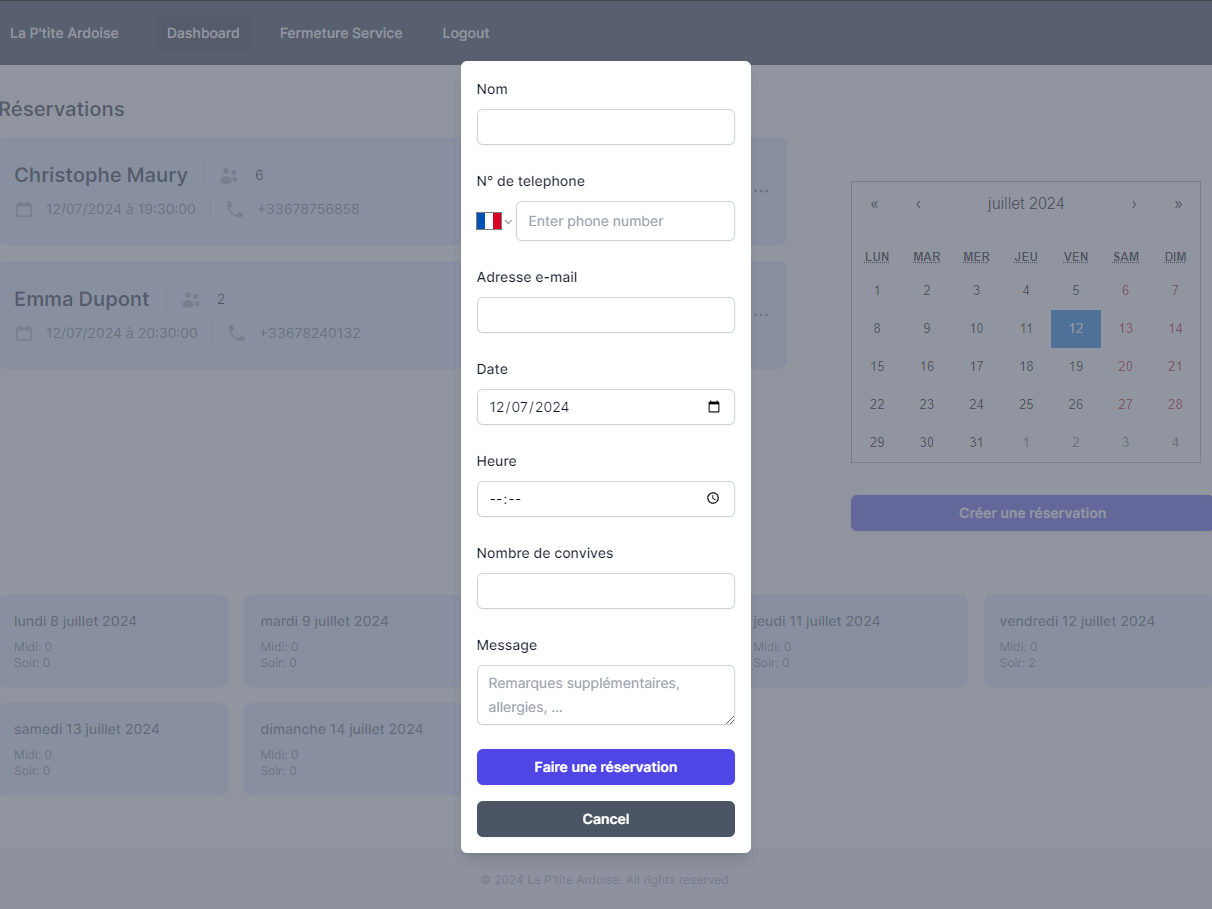 La P'tite Ardoise Dashboard Fermeture Service Logout
Réservations
Christophe Maury 6
12/07/2024 à 19:30:00 +33678756858
...
Emma Dupont 2
12/07/2024 à 20:30:00 +33678240132
...
Nom
N° de telephone
Enter phone number
Adresse e-mail
Date
12/07/2024
Heure
--:--
Nombre de convives
Message
Remarques supplémentaires,
allergies, ...
Faire une réservation
Cancel
« ‹ juillet 2024 › »
LUN MAR MER JEU VEN SAM DIM
1 2 3 4 5 6 7
8 9 10 11 12 13 14
15 16 17 18 19 20 21
22 23 24 25 26 27 28
29 30 31 1 2 3 4
Créer une réservation
lundi 8 juillet 2024
Midi: 0
Soir: 0
mardi 9 juillet 2024
Midi: 0
Soir: 0
jeudi 11 juillet 2024
Midi: 0
Soir: 0
vendredi 12 juillet 2024
Midi: 0
Soir: 2
samedi 13 juillet 2024
Midi: 0
Soir: 0
dimanche 14 juillet 2024
Midi: 0
Soir: 0
© 2024 La P'tite Ardoise. All rights reserved.